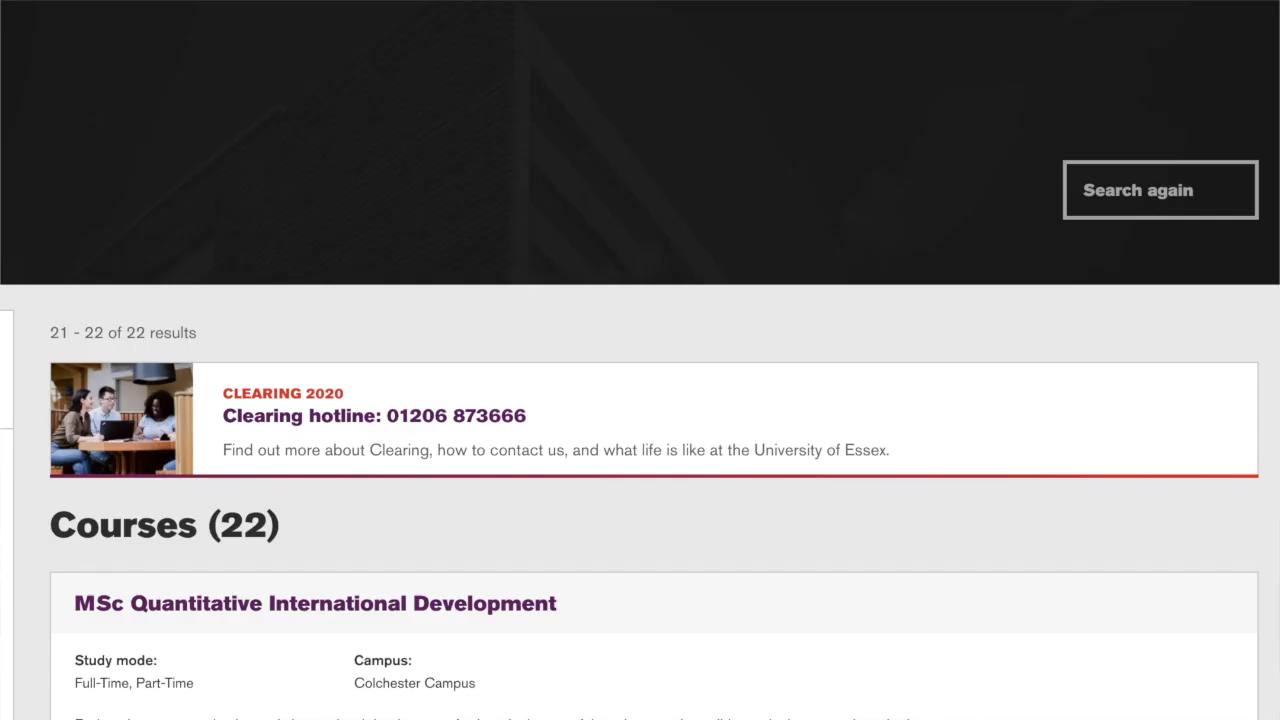 Search again
21 - 22 of 22 results
CLEARING 2020
Clearing hotline: 01206 873666
Find out more about Clearing, how to contact us, and what life is like at the University of Essex.
Courses (22)
MSc Quantitative International Development
Study mode:
Campus:
Full-Time, Part-Time
Colchester Campus